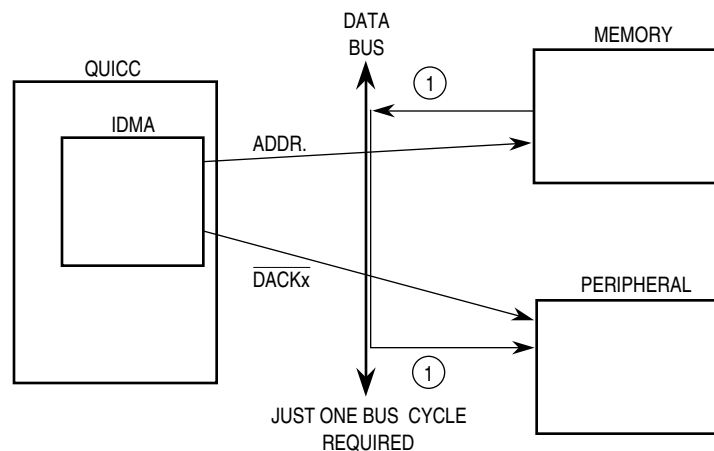 DATA
BUS
MEMORY
QUICC
1
IDMA
ADDR.
DACKx
PERIPHERAL
1
JUST ONE BUS CYCLE
REQUIRED